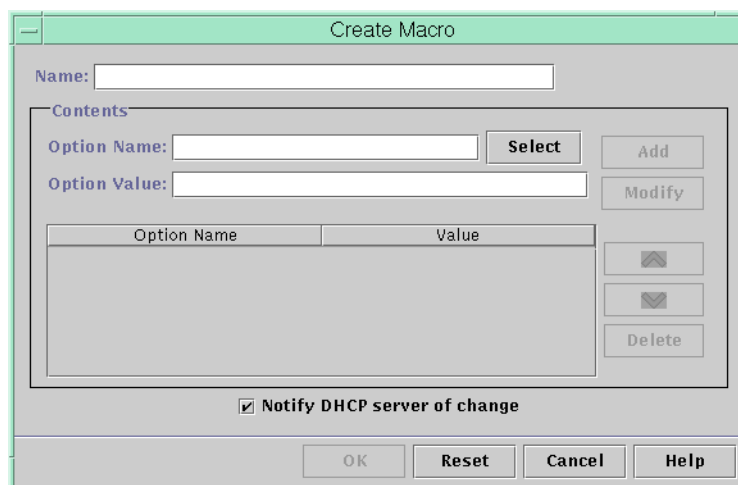 Create Macro
Name:
Contents
Option Name: Select Add
Option Value: Modify
Option Name Value
Delete
Notify DHCP server of change
OK Reset Cancel Help